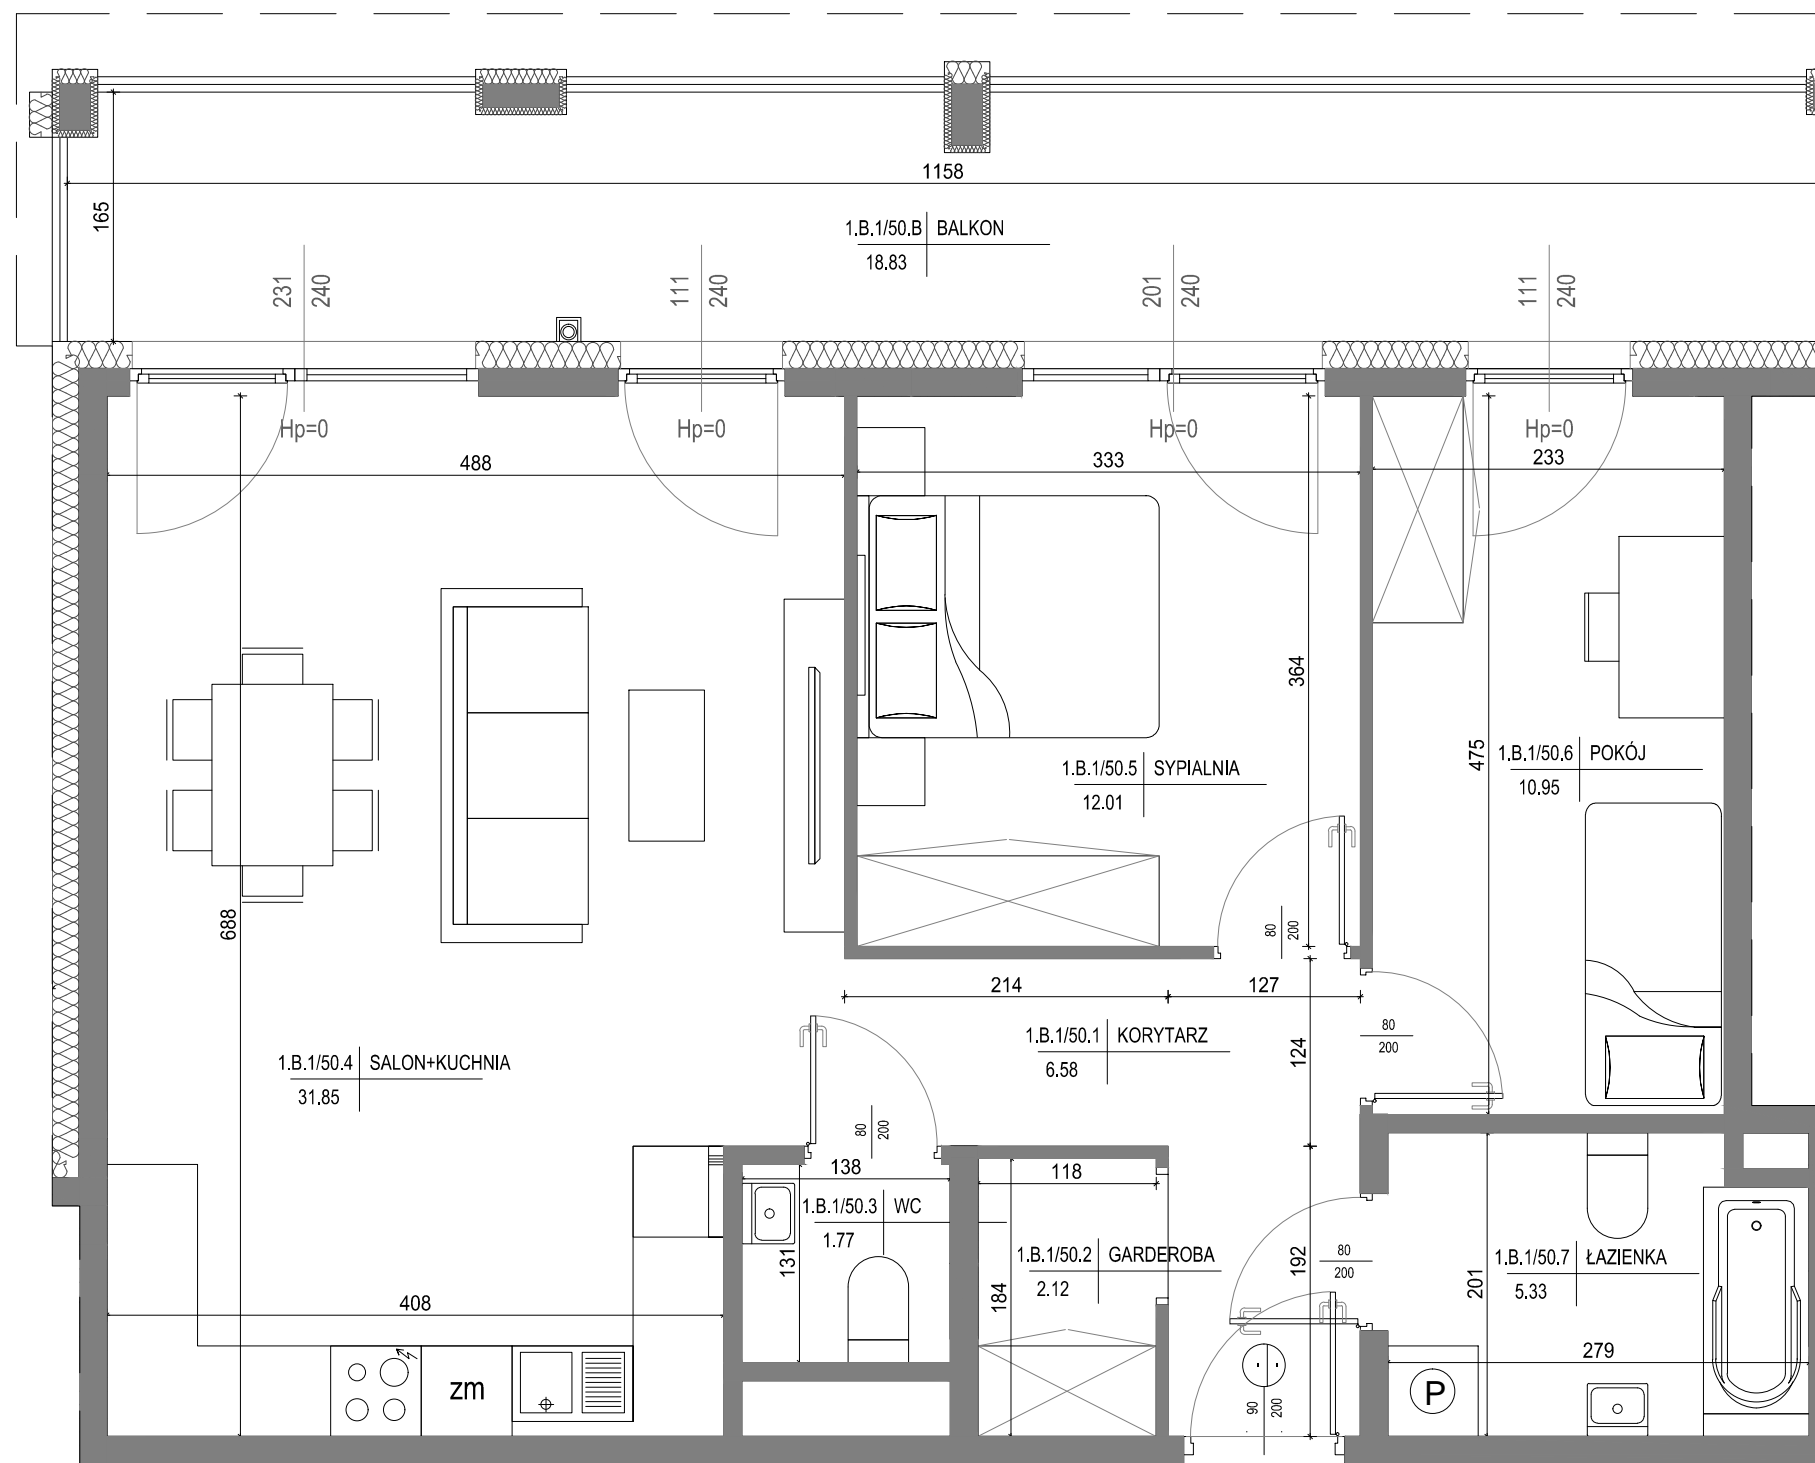 1158
165
1.B.1/50.B BALKON
18.83
231 240
111 240
201 240
111 240
Hp=0
Hp=0
Hp=0
Hp=0
488
333
233
364
475
1.B.1/50.6 POKÓJ
10.95
1.B.1/50.5 SYPIALNIA
12.01
688
80 200
214
127
80
200
1.B.1/50.1 KORYTARZ
6.58
124
1.B.1/50.4 SALON+KUCHNIA
31.85
80 200
138
118
1.B.1/50.3 WC
1.77
131
1.B.1/50.2 GARDEROBA
2.12
184
192
80
200
201
1.B.1/50.7 ŁAZIENKA
5.33
408
279
zm
P
90 200